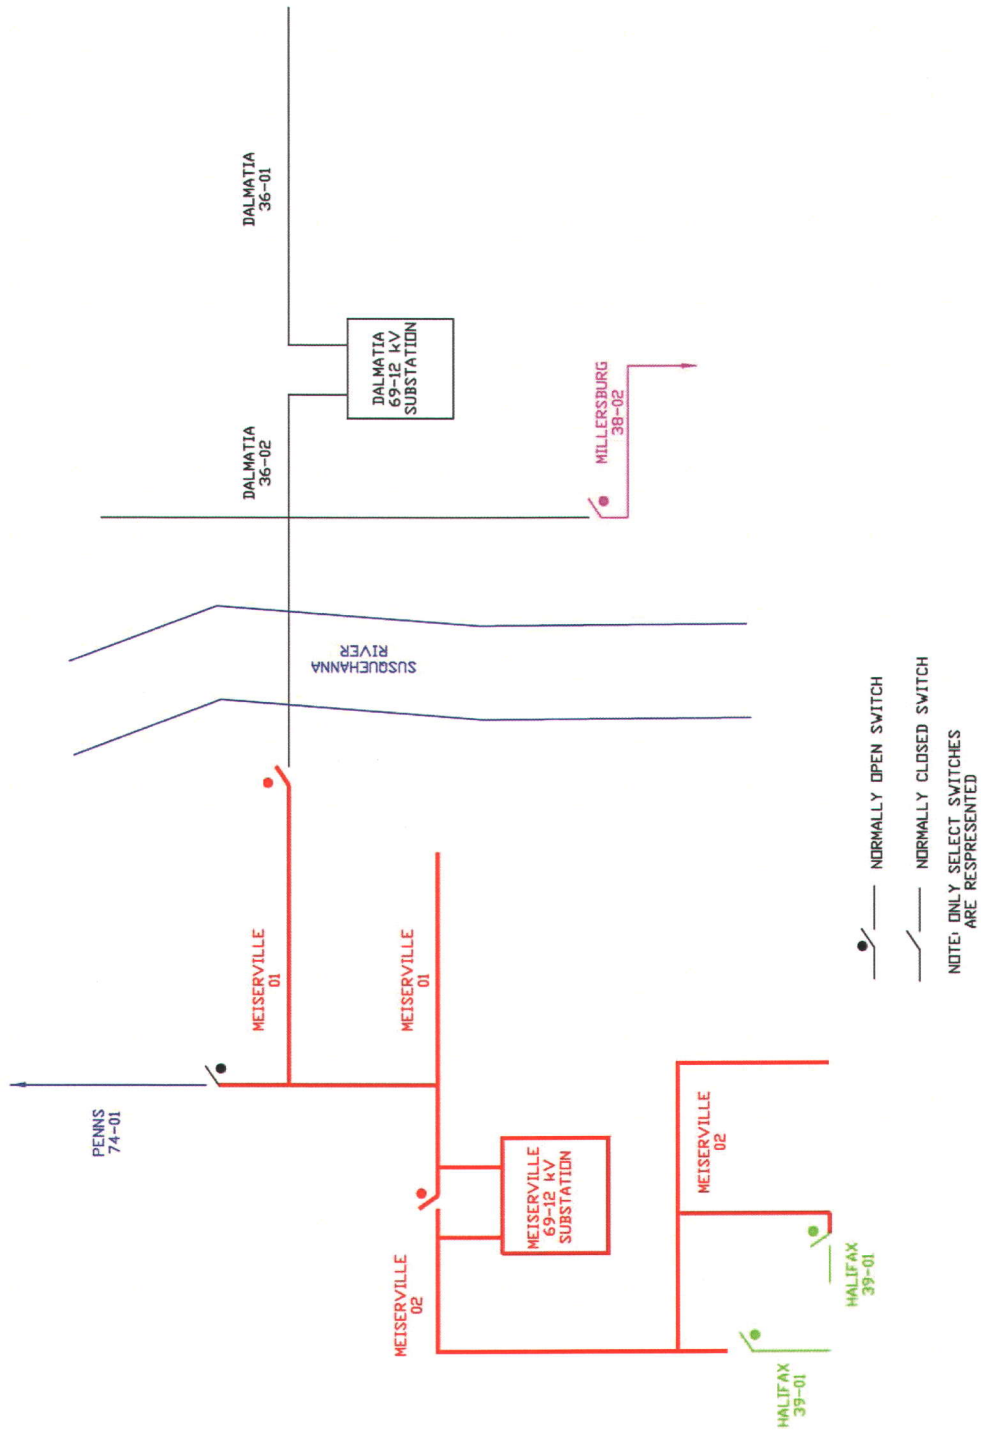 PENNS
74-01
MEISERVILLE
01
DALMATIA
36-02
DALMATIA
36-01
MEISERVILLE
02
MEISERVILLE
01
SUSQUEHANNA
RIVER
DALMATIA
69-12 kV
SUBSTATION
MEISERVILLE
69-12 kV
SUBSTATION
MILLERSBURG
38-02
MEISERVILLE
02
HALIFAX
39-01
HALIFAX
39-01
NORMALLY OPEN SWITCH
NORMALLY CLOSED SWITCH
NOTE: ONLY SELECT SWITCHES
ARE RESPRESENTED